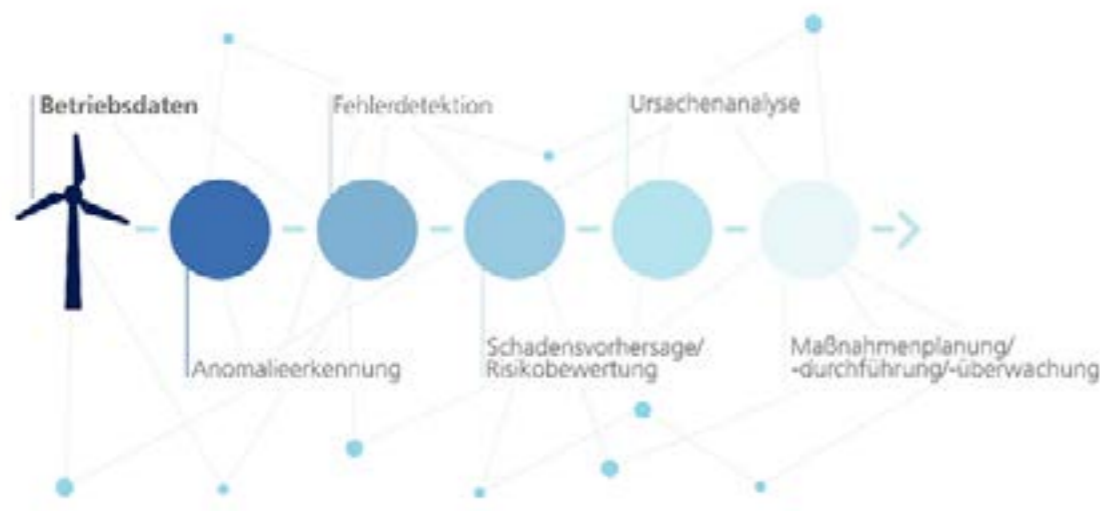 Betriebsdaten
Fehlerdetektion
Ursachenanalyse
Anomalieerkennung
Schadensvorhersage/
Risikobewertung
Maßnahmenplanung/
-durchführung/-überwachung